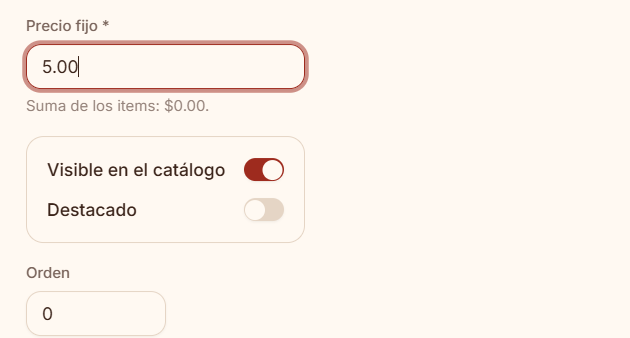 Precio fijo *
5.00
Suma de los items: $0.00.
Visible en el catálogo
Destacado
Orden
0